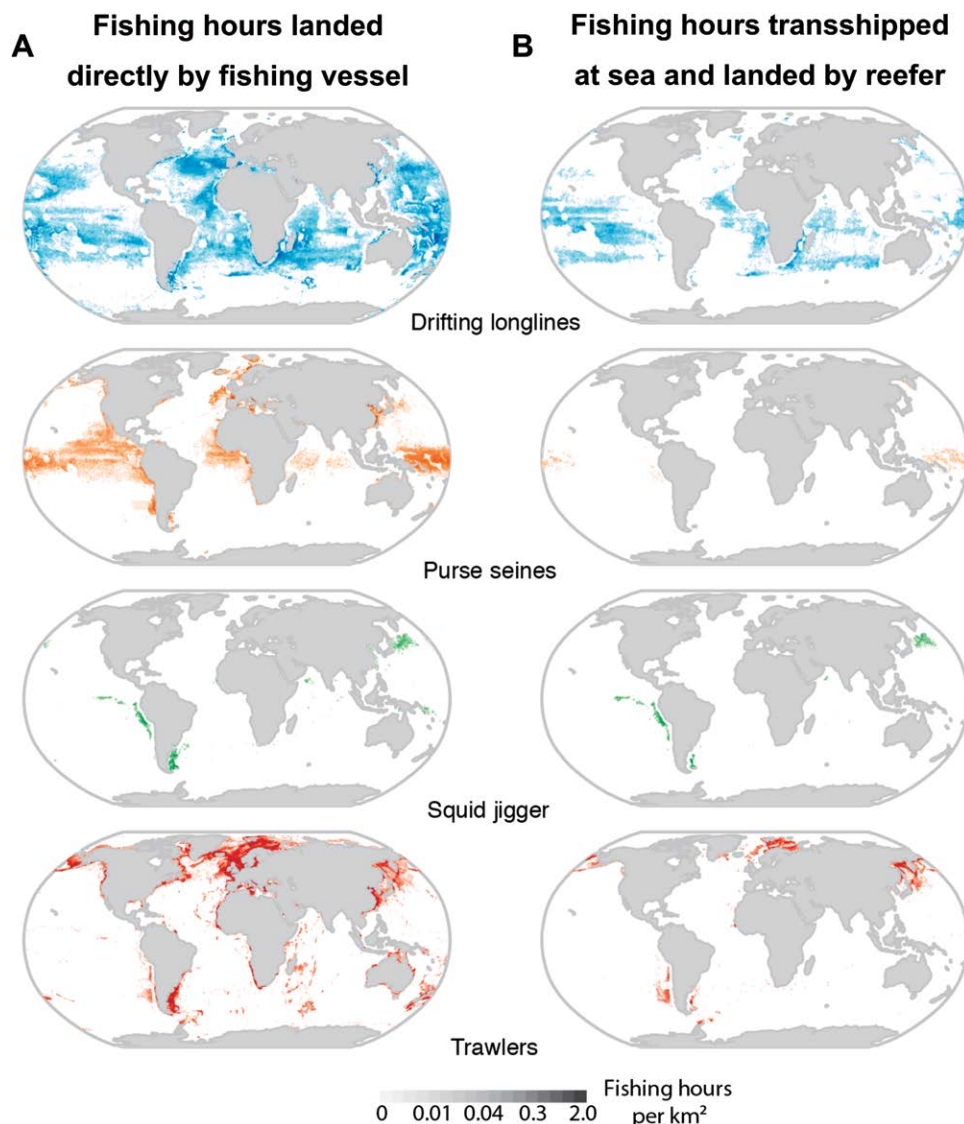 A
Fishing hours landed
directly by fishing vessel
B
Fishing hours transshipped
at sea and landed by reefer
Drifting longlines
Purse seines
Squid jigger
Trawlers
0 0.01 0.04 0.3 2.0
Fishing hours
per km²